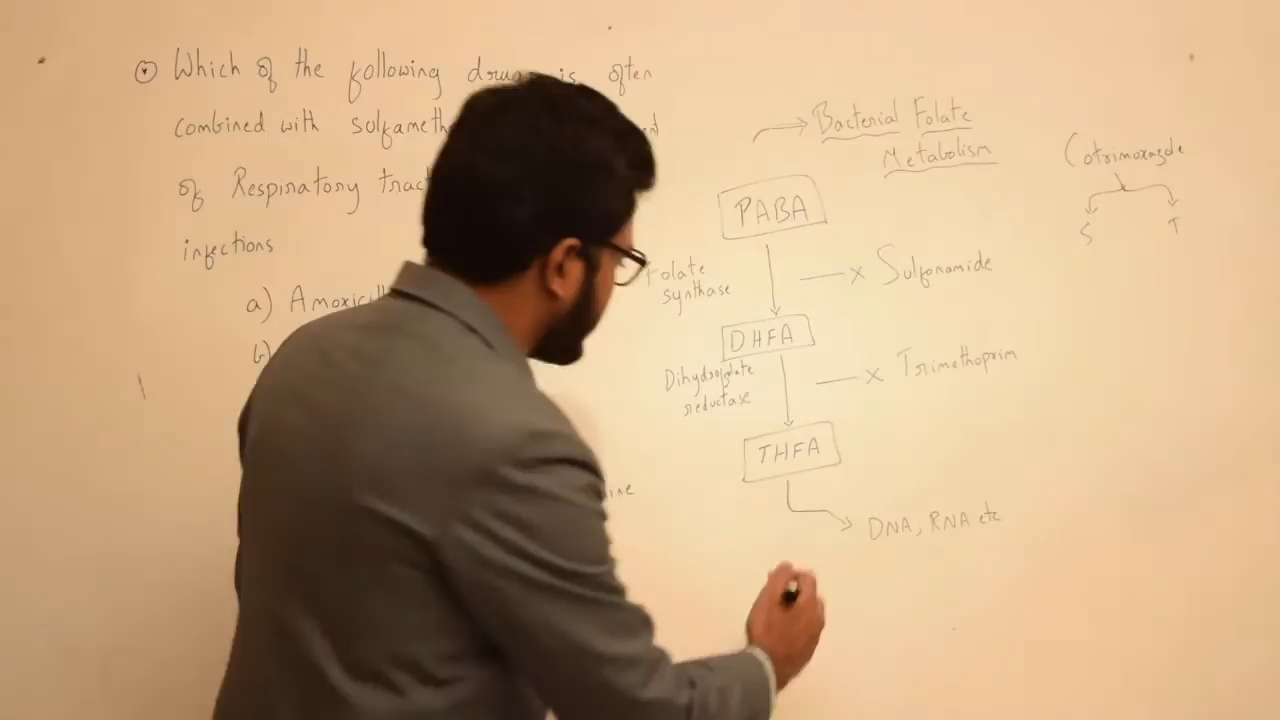 Which of the following drugs is often
combined with sulfameth
of Respiratory tract
infections
a) Amoxicill
b)
ine
Bacterial Folate
Metabolism
PABA
Folate
synthase
Sulfonamide
DHFA
Dihydrofolate
reductase
Trimethoprim
THFA
DNA, RNA etc
Cotrimoxazole
S T